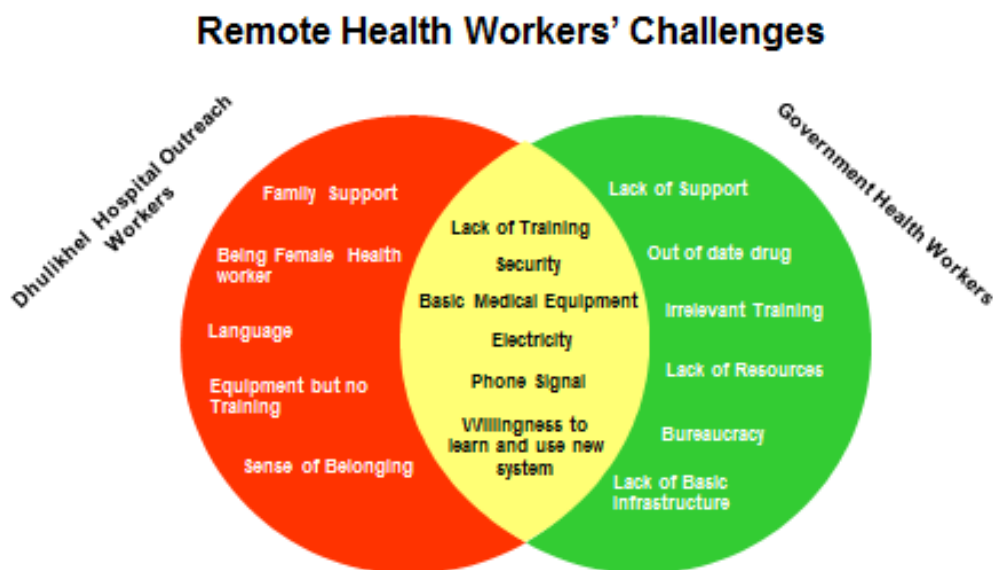 Remote Health Workers' Challenges
Dhulikhel Hospital Outreach
Workers
Government Health Workers
Family Support
Being Female Health
worker
Language
Equipment but no
Training
Sense of Belonging
Lack of Training
Security
Basic Medical Equipment
Electricity
Phone Signal
Willingness to
learn and use new
system
Lack of Support
Out of date drug
Irrelevant Training
Lack of Resources
Bureaucracy
Lack of Basic
Infrastructure